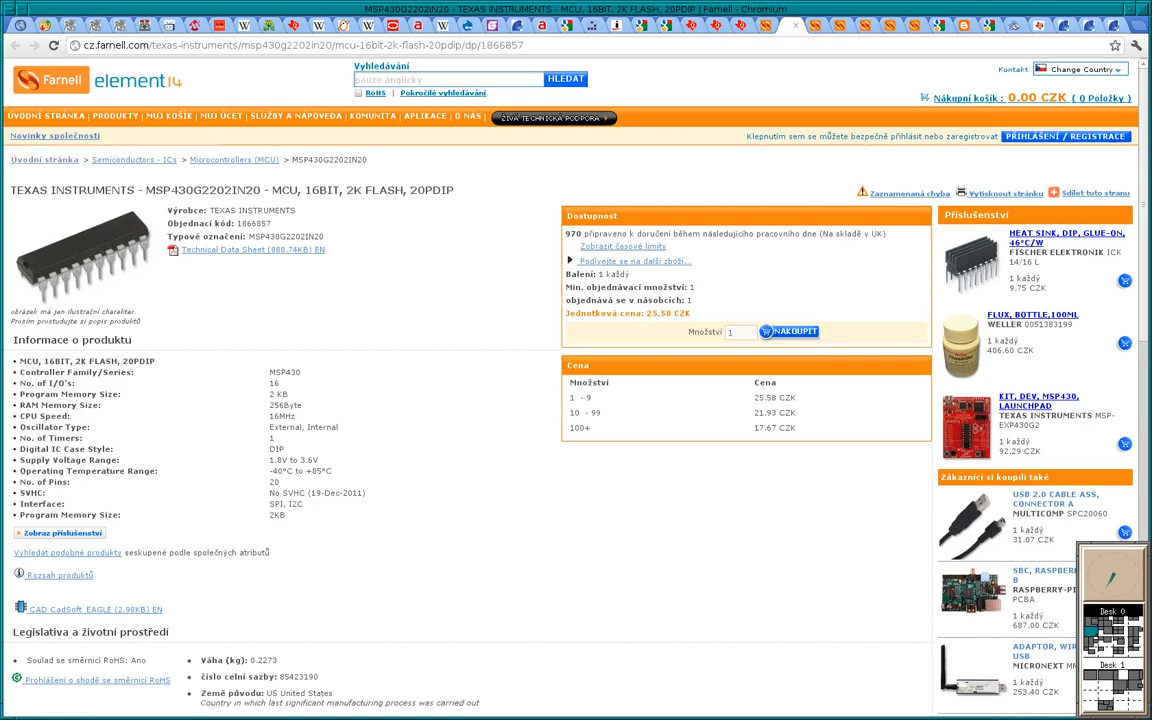 MSP430G2202IN20 - TEXAS INSTRUMENTS - MCU, 16BIT, 2K FLASH, 20PDIP | Farnell - Chromium
cz.farnell.com/texas-instruments/msp430g2202in20/mcu-16bit-2k-flash-20pdip/dp/1866857
Farnell element14
Vyhledávání
pouze anglicky
HLEDAT
RoHS | Pokročilé vyhledávání
Kontakt
Change Country
Nákupní košík : 0.00 CZK ( 0 Položky )
ÚVODNÍ STRÁNKA | PRODUKTY | MUJ KOŠÍK | MUJ ÚČET | SLUŽBY A NÁPOVĚDA | KOMUNITA | APLIKACE | O NÁS |
ŽIVÁ TECHNICKÁ PODPORA
Novinky společnosti
Klepnutím sem se můžete bezpečně přihlásit nebo zaregistrovat
PŘIHLÁŠENÍ / REGISTRACE
Úvodní stránka > Semiconductors - ICs > Microcontrollers (MCU) > MSP430G2202IN20
TEXAS INSTRUMENTS - MSP430G2202IN20 - MCU, 16BIT, 2K FLASH, 20PDIP
Zaznamenaná chyba
Vytisknout stránku
Sdílet tuto stranu
Výrobce: TEXAS INSTRUMENTS
Objednací kód: 1866857
Typové označení: MSP430G2202IN20
Technical Data Sheet (888.74KB) EN
obrázek má jen ilustrační charakter.
Prosím prostudujte si popis produktů
Dostupnost
970 připraveno k doručení během následujícího pracovního dne (Na skladě v UK)
Zobrazit časové limity
Podívejte se na další zboží...
Balení: 1 každý
Min. objednávací množství: 1
objednává se v násobcích: 1
Jednotková cena: 25.58 CZK
Množství
1
NAKOUPIT
Cena
Množství Cena
1 - 9 25.58 CZK
10 - 99 21.93 CZK
100+ 17.67 CZK
Informace o produktu
• MCU, 16BIT, 2K FLASH, 20PDIP
• Controller Family/Series: MSP430
• No. of I/O's: 16
• Program Memory Size: 2 KB
• RAM Memory Size: 256Byte
• CPU Speed: 16MHz
• Oscillator Type: External, Internal
• No. of Timers: 1
• Digital IC Case Style: DIP
• Supply Voltage Range: 1.8V to 3.6V
• Operating Temperature Range: -40°C to +85°C
• No. of Pins: 20
• SVHC: No SVHC (19-Dec-2011)
• Interface: SPI, I2C
• Program Memory Size: 2KB
Zobraz příslušenství
Vyhledat podobné produkty seskupené podle společných atributů
Rozsah produktů
CAD CadSoft EAGLE (2.98KB) EN
Legislativa a životní prostředí
• Soulad se směrnicí RoHS: Ano
Prohlášení o shodě se směrnicí RoHS
• Váha (kg): 0.2273
• číslo celní sazby: 85423190
• Země původu: US United States
Country in which last significant manufacturing process was carried out
Příslušenství
HEAT SINK, DIP, GLUE-ON,
46°C/W
FISCHER ELEKTRONIK ICK
14/16 L
1 každý
9.75 CZK
FLUX, BOTTLE,100ML
WELLER 0051383199
1 každý
406.60 CZK
KIT, DEV, MSP430,
LAUNCHPAD
TEXAS INSTRUMENTS MSP-
EXP430G2
1 každý
92.29 CZK
Zákazníci si koupili také
USB 2.0 CABLE ASS,
CONNECTOR A
MULTICOMP SPC20060
1 každý
31.07 CZK
SBC, RASPBERR
B
RASPBERRY-PI
PCBA
1 každý
687.00 CZK
ADAPTOR, WIR
USB
MICRONEXT MN
1 každý
253.40 CZK
Desk 0
Desk 1